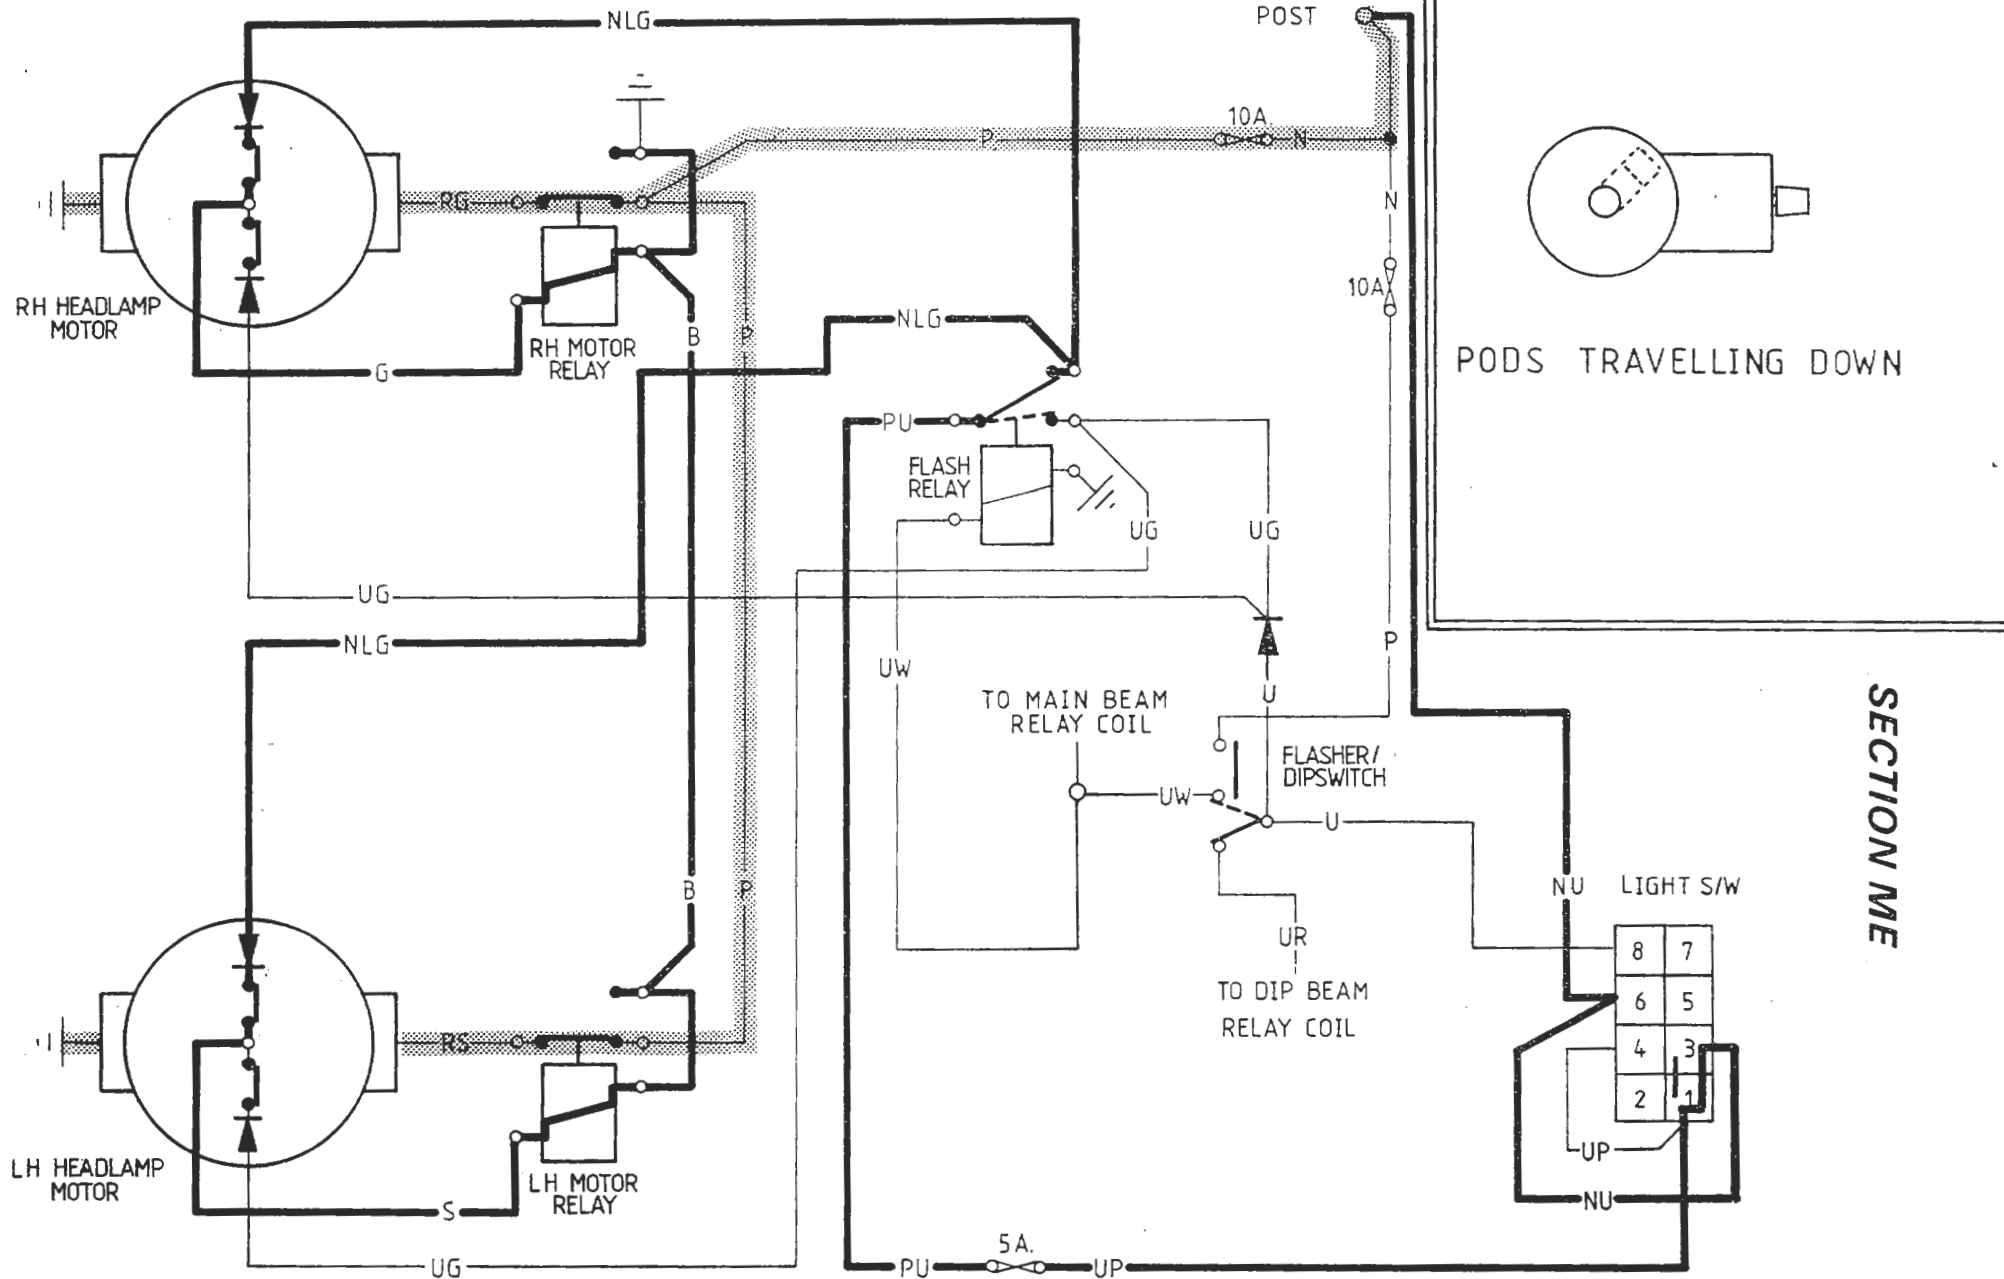 NLG
POST
10A.
P
N
RG
N
10A
RH HEADLAMP
MOTOR
G
RH MOTOR
RELAY
B
P
NLG
PODS TRAVELLING DOWN
PU
FLASH
RELAY
UG
UG
UG
NLG
UW
P
U
TO MAIN BEAM
RELAY COIL
FLASHER/
DIPSWITCH
UW
U
SECTION ME
B
P
NU
LIGHT S/W
UR
8 7
6 5
4 3
2 1
TO DIP BEAM
RELAY COIL
RS
LH HEADLAMP
MOTOR
S
LH MOTOR
RELAY
UP
NU
UG
PU
5A.
UP